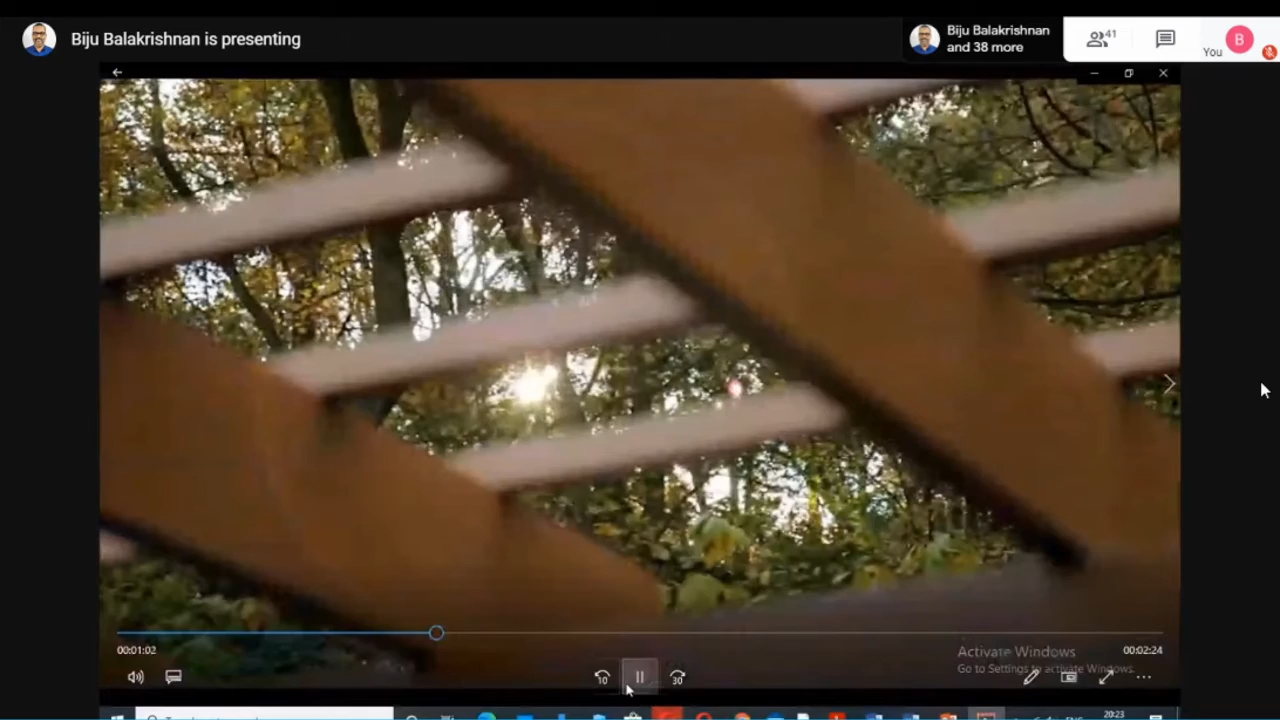 Biju Balakrishnan is presenting
Biju Balakrishnan
and 38 more
41
You
B
00:01:02
00:02:24
Activate Windows
Go to Settings to activate Windows.
10
30
20:23